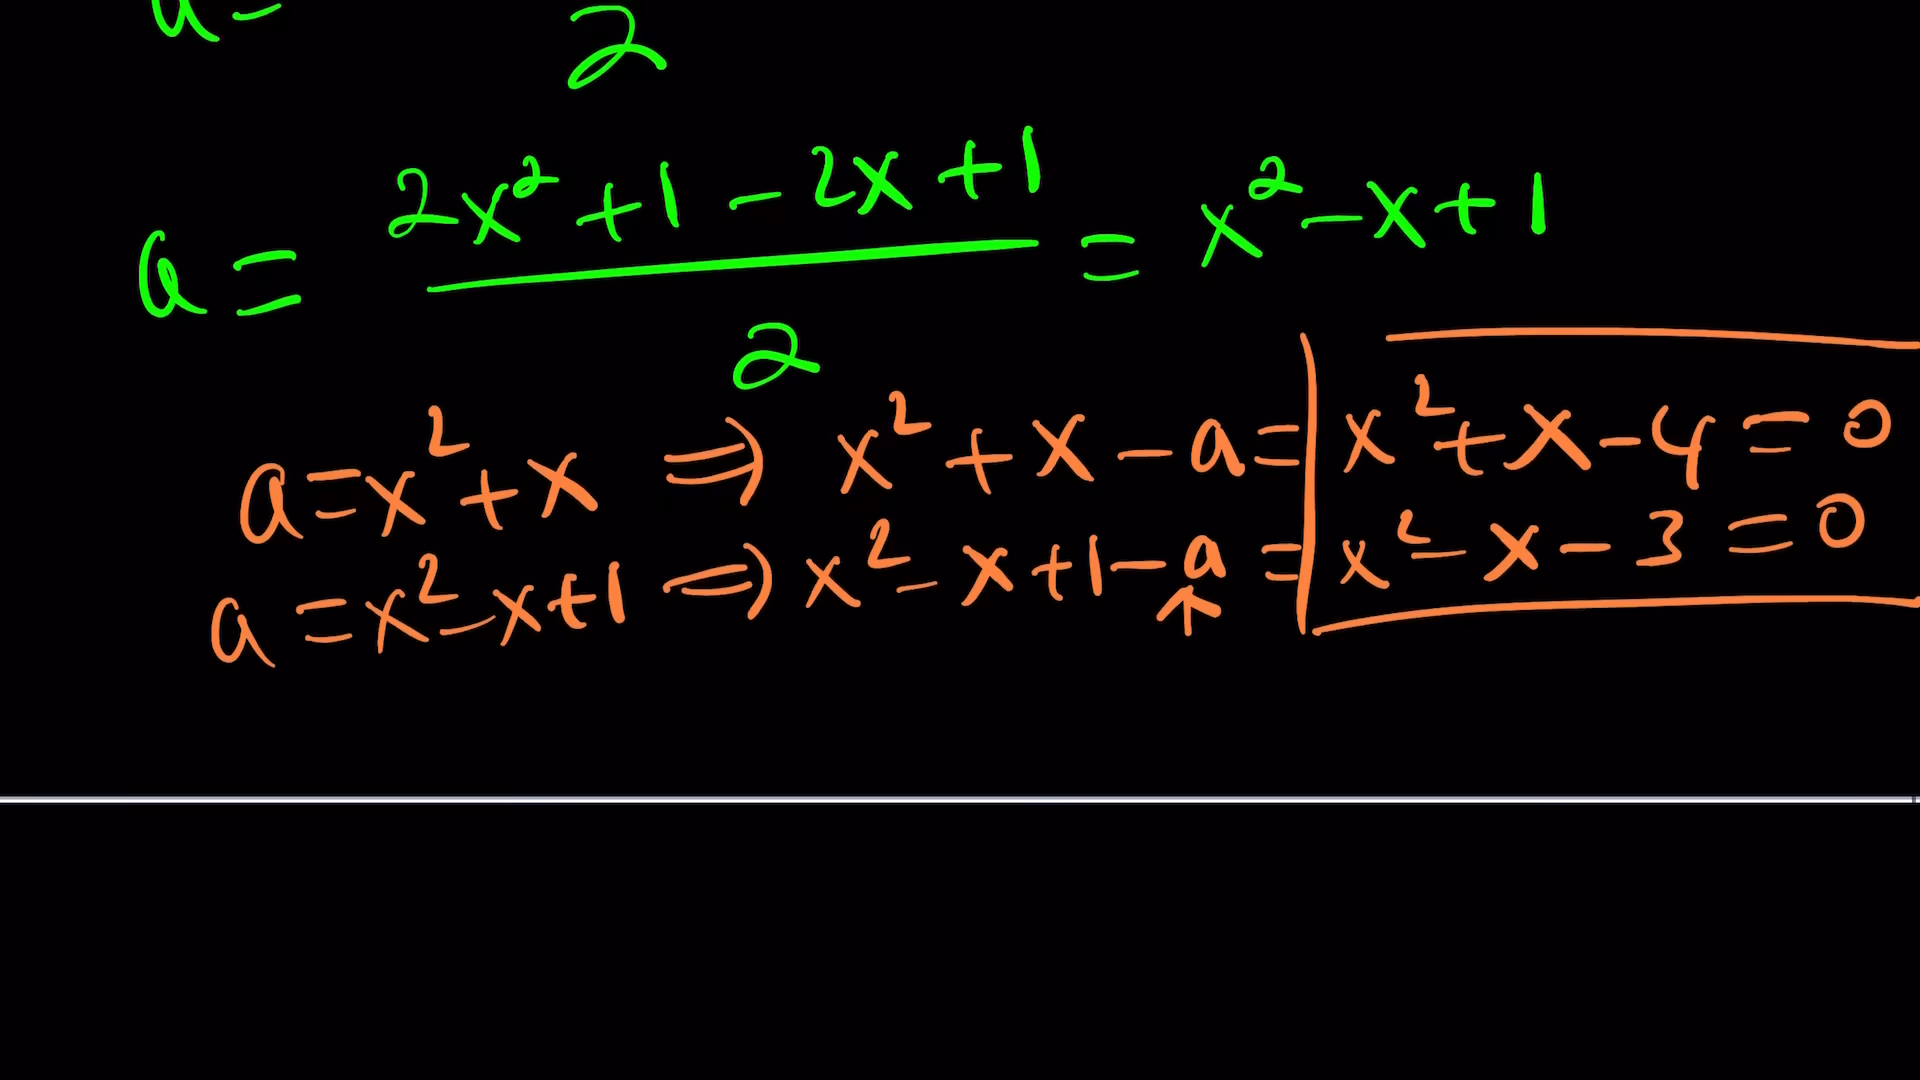 a =
2
a = (2x² + 1 - 2x + 1) / 2 = x² - x + 1
a = x² + x ⇒ x² + x - a = x² + x - 4 = 0
a = x² - x + 1 ⇒ x² - x + 1 - a = x² - x - 3 = 0
↑